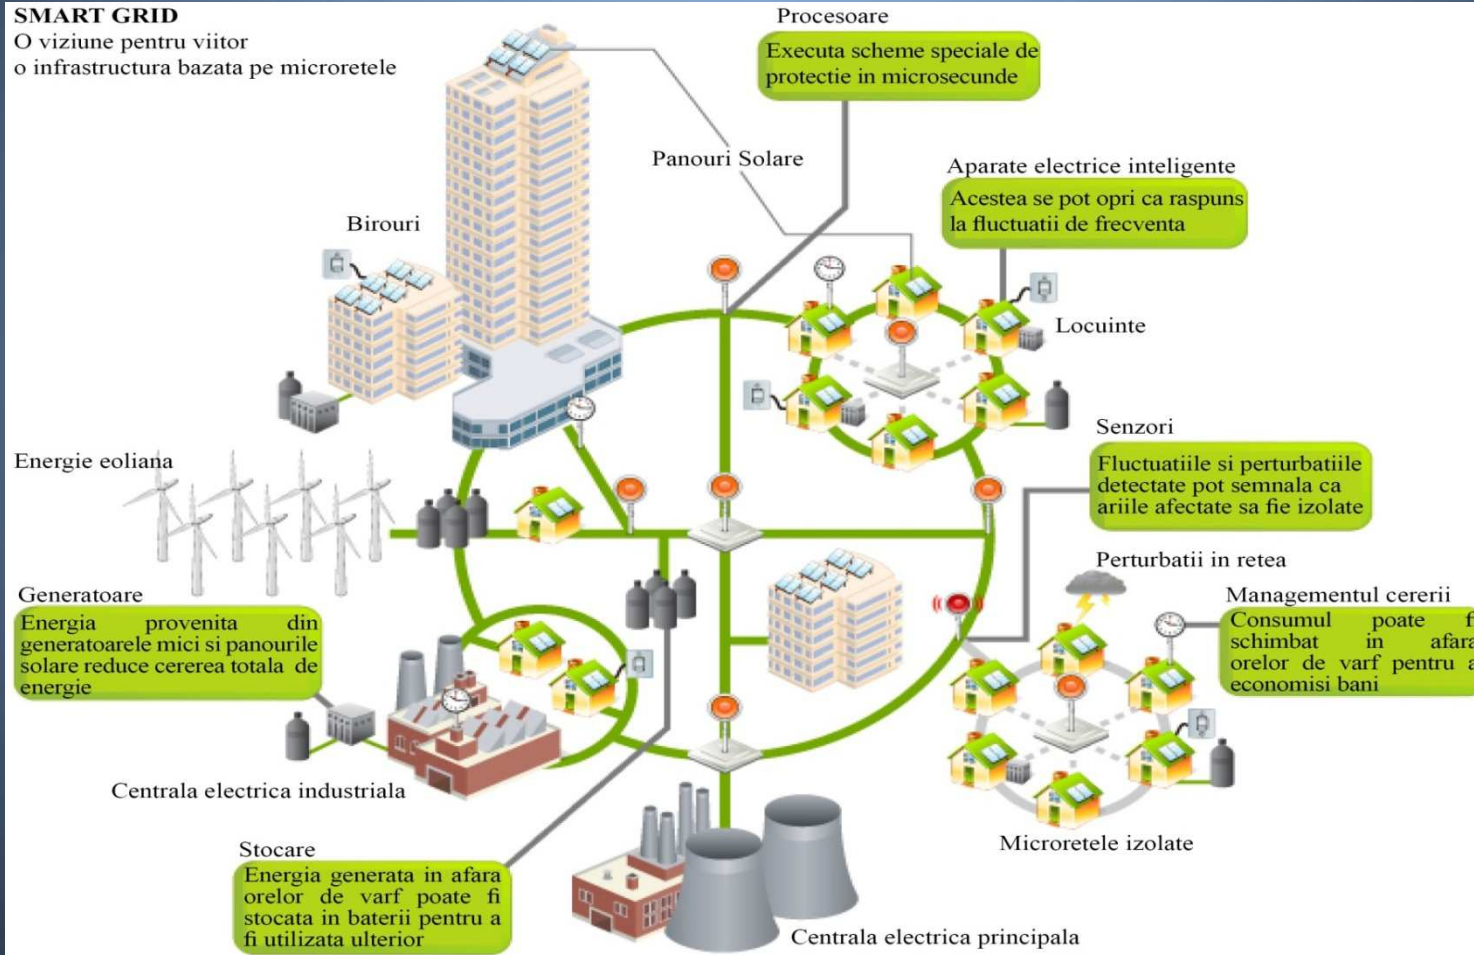 SMART GRID
O viziune pentru viitor
o infrastructura bazata pe microretele
Procesoare
Executa scheme speciale de
protectie in microsecunde
Panouri Solare
Aparate electrice inteligente
Acestea se pot opri ca raspuns
la fluctuatii de frecventa
Birouri
Locuinte
Senzori
Fluctuatiile si perturbatiile
detectate pot semnala ca
ariile afectate sa fie izolate
Energie eoliana
Perturbatii in retea
Generatoare
Energia provenita din
generatoarele mici si panourile
solare reduce cererea totala de
energie
Managementul cererii
Consumul poate fi
schimbat in afara
orelor de varf pentru a
economisi bani
Centrala electrica industriala
Microretele izolate
Stocare
Energia generata in afara
orelor de varf poate fi
stocata in baterii pentru a
fi utilizata ulterior
Centrala electrica principala